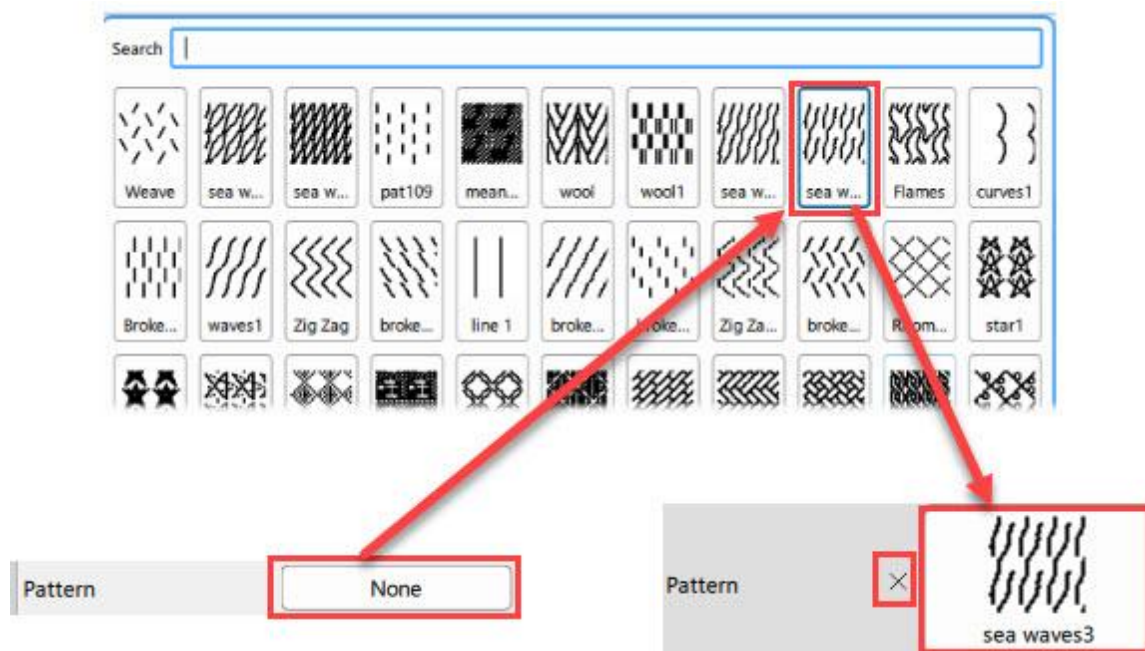 Search
Weave sea w... sea w... pat109 mean... wool wool1 sea w... sea w... Flames curves1
Broke... waves1 Zig Zag broke... line 1 broke... broke... Zig Za... broke... star1
Pattern None
Pattern
sea waves3